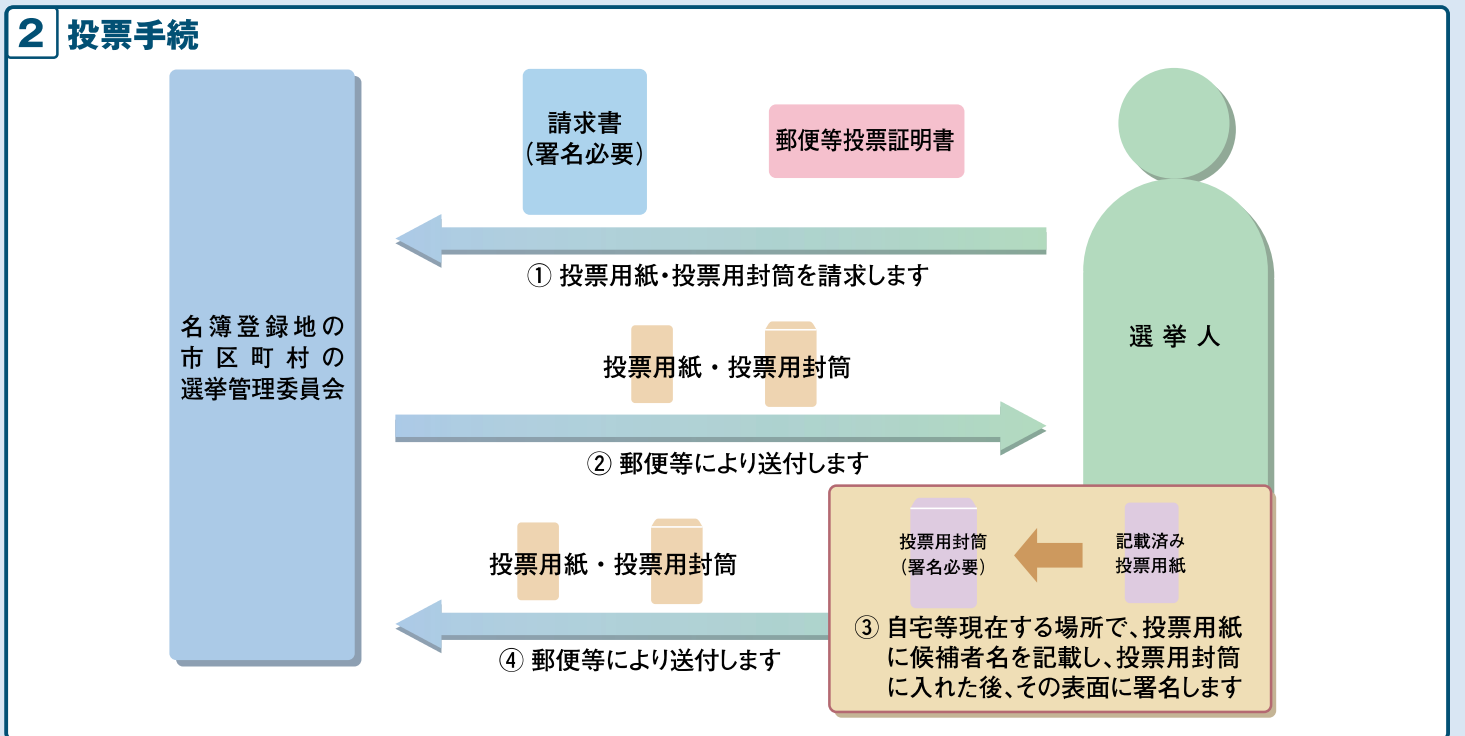 2 投票手続
請求書
(署名必要)
郵便等投票証明書
① 投票用紙・投票用封筒を請求します
名簿登録地の
市区町村の
選挙管理委員会
選挙人
投票用紙・投票用封筒
② 郵便等により送付します
投票用紙・投票用封筒
④ 郵便等により送付します
投票用封筒
(署名必要)
記載済み
投票用紙
③ 自宅等現在する場所で、投票用紙
に候補者名を記載し、投票用封筒
に入れた後、その表面に署名します